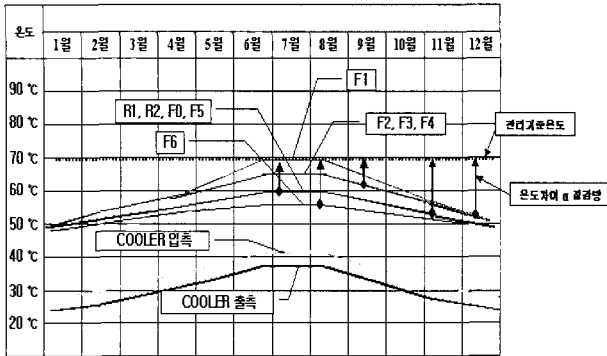 온도
1월 2월 3월 4월 5월 6월 7월 8월 9월 10월 11월 12월
90 ℃
80 ℃
70 ℃
60 ℃
50 ℃
40 ℃
30 ℃
20 ℃
F1
R1, R2, F0, F5
F2, F3, F4
F6
관리기준온도
온도차이 α 절감량
COOLER 입측
COOLER 출측